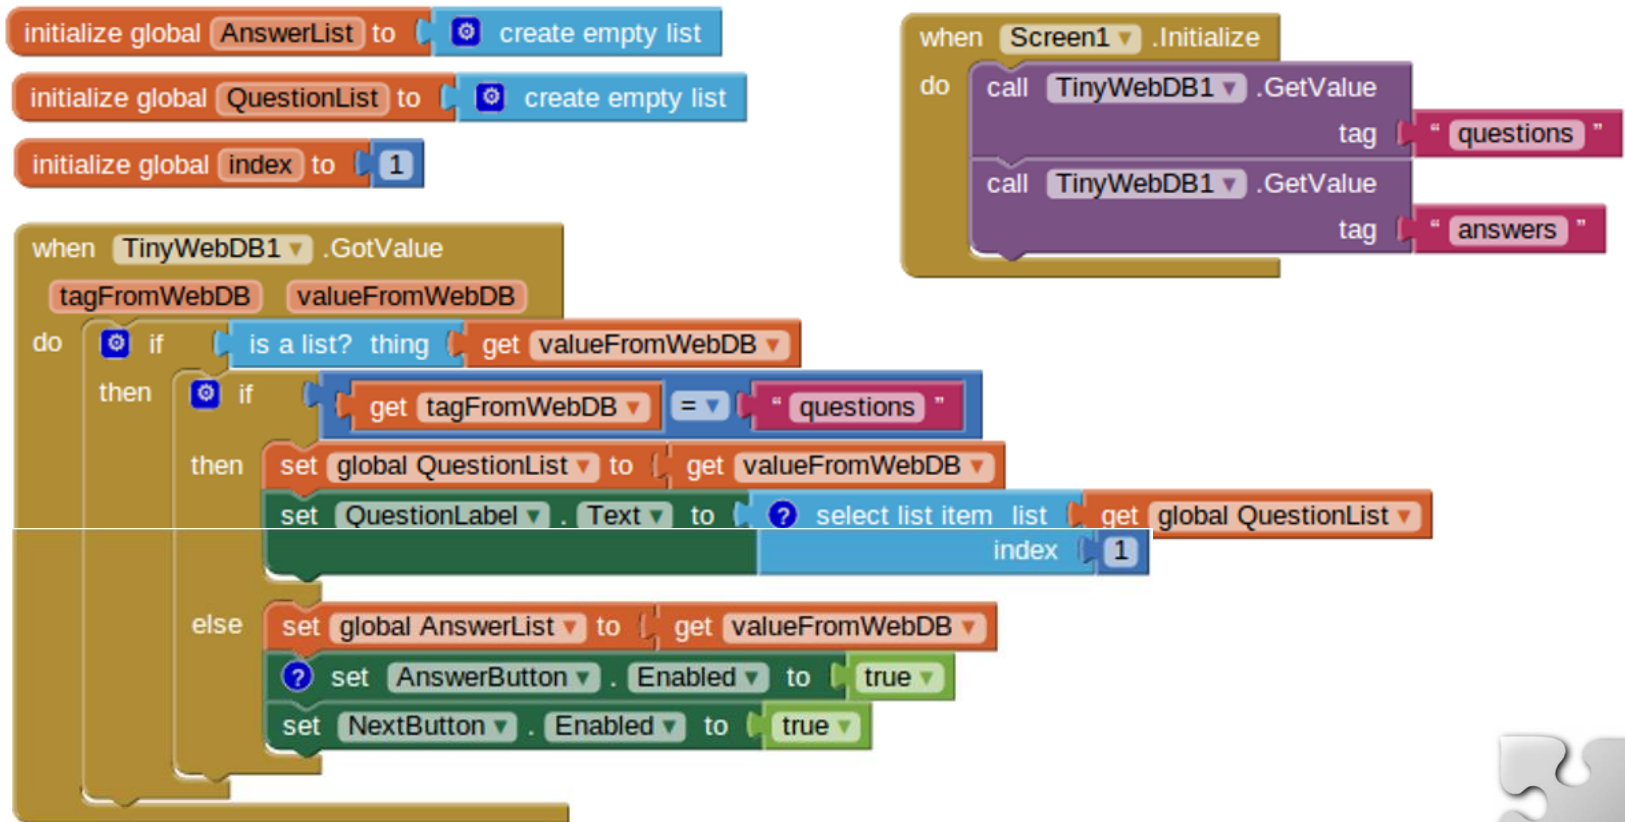 initialize global AnswerList to create empty list
initialize global QuestionList to create empty list
initialize global index to 1
when Screen1 .Initialize
do call TinyWebDB1 .GetValue
tag " questions "
call TinyWebDB1 .GetValue
tag " answers "
when TinyWebDB1 .GotValue
tagFromWebDB valueFromWebDB
do if is a list? thing get valueFromWebDB
then if get tagFromWebDB = " questions "
then set global QuestionList to get valueFromWebDB
set QuestionLabel . Text to ? select list item list get global QuestionList
index 1
else set global AnswerList to get valueFromWebDB
? set AnswerButton . Enabled to true
set NextButton . Enabled to true